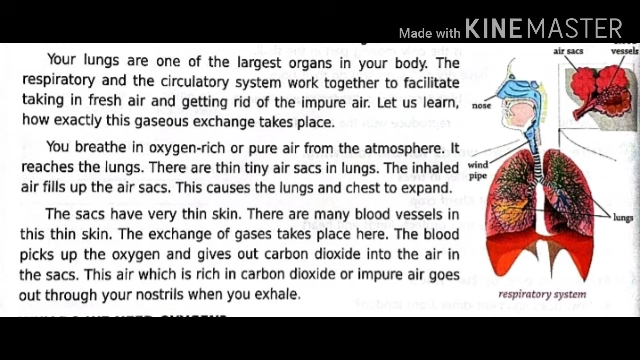 Made with KINEMASTER
Your lungs are one of the largest organs in your body. The
respiratory and the circulatory system work together to facilitate
taking in fresh air and getting rid of the impure air. Let us learn,
how exactly this gaseous exchange takes place.
You breathe in oxygen-rich or pure air from the atmosphere. It
reaches the lungs. There are thin tiny air sacs in lungs. The inhaled
air fills up the air sacs. This causes the lungs and chest to expand.
The sacs have very thin skin. There are many blood vessels in
this thin skin. The exchange of gases takes place here. The blood
picks up the oxygen and gives out carbon dioxide into the air in
the sacs. This air which is rich in carbon dioxide or impure air goes
out through your nostrils when you exhale.
air sacs
vessels
nose
wind
pipe
lungs
respiratory system